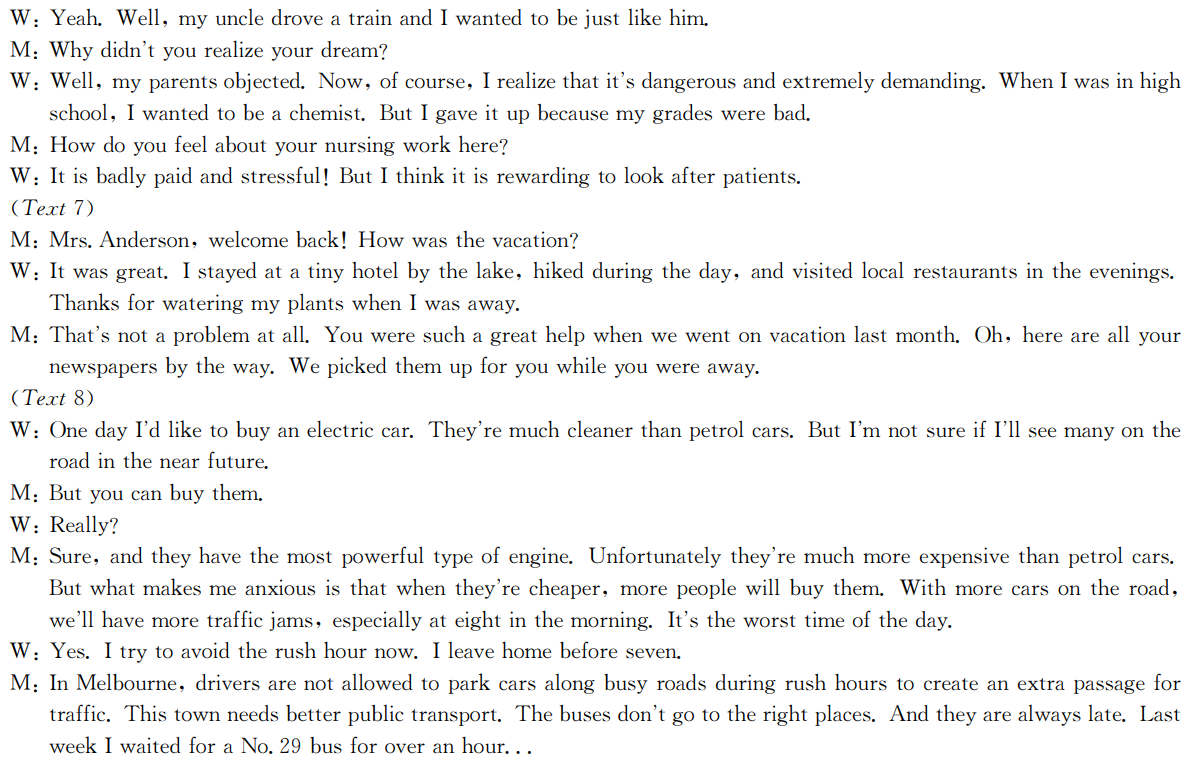 W: Yeah. Well, my uncle drove a train and I wanted to be just like him.
M: Why didn't you realize your dream?
W: Well, my parents objected. Now, of course, I realize that it's dangerous and extremely demanding. When I was in high
school, I wanted to be a chemist. But I gave it up because my grades were bad.
M: How do you feel about your nursing work here?
W: It is badly paid and stressful! But I think it is rewarding to look after patients.
(Text 7)
M: Mrs. Anderson, welcome back! How was the vacation?
W: It was great. I stayed at a tiny hotel by the lake, hiked during the day, and visited local restaurants in the evenings.
Thanks for watering my plants when I was away.
M: That's not a problem at all. You were such a great help when we went on vacation last month. Oh, here are all your
newspapers by the way. We picked them up for you while you were away.
(Text 8)
W: One day I'd like to buy an electric car. They're much cleaner than petrol cars. But I'm not sure if I'll see many on the
road in the near future.
M: But you can buy them.
W: Really?
M: Sure, and they have the most powerful type of engine. Unfortunately they're much more expensive than petrol cars.
But what makes me anxious is that when they're cheaper, more people will buy them. With more cars on the road,
we'll have more traffic jams, especially at eight in the morning. It's the worst time of the day.
W: Yes. I try to avoid the rush hour now. I leave home before seven.
M: In Melbourne, drivers are not allowed to park cars along busy roads during rush hours to create an extra passage for
traffic. This town needs better public transport. The buses don't go to the right places. And they are always late. Last
week I waited for a No. 29 bus for over an hour...